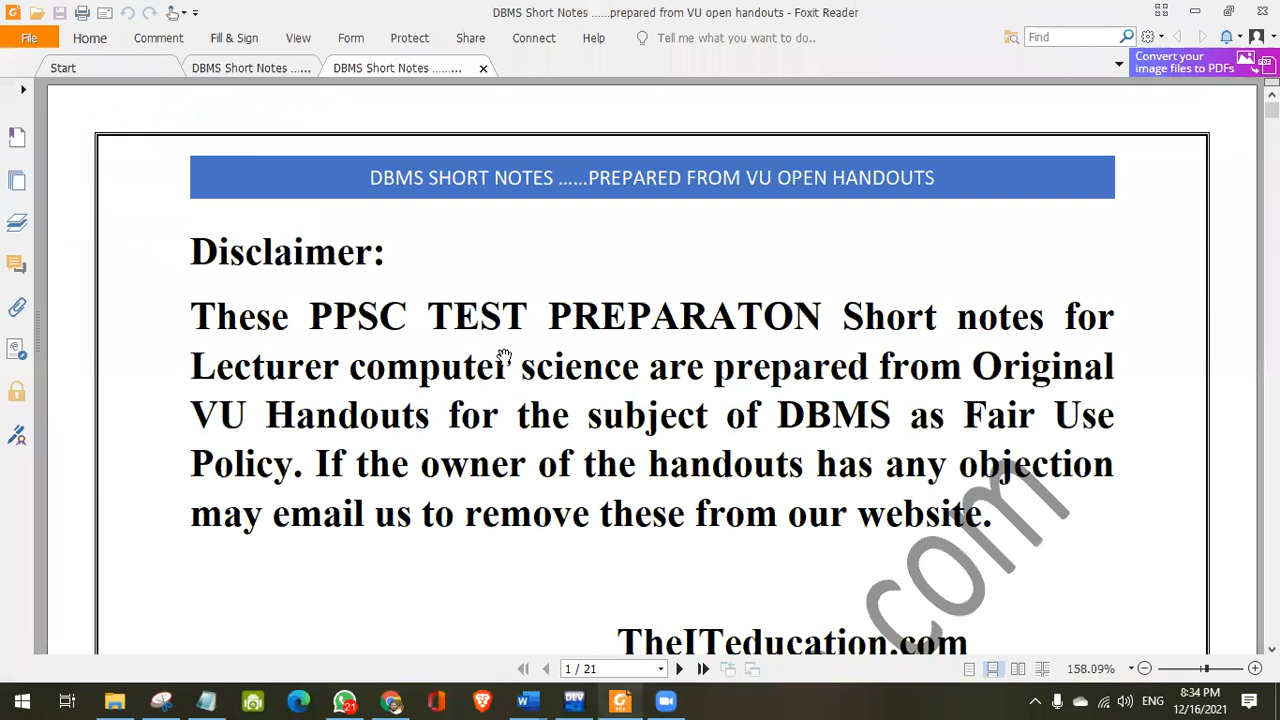 DBMS Short Notes ......prepared from VU open handouts - Foxit Reader
File Home Comment Fill & Sign View Form Protect Share Connect Help Tell me what you want to do.. Find
Start DBMS Short Notes ... DBMS Short Notes ......... Convert your
image files to PDFs
DBMS SHORT NOTES ......PREPARED FROM VU OPEN HANDOUTS
Disclaimer:
These PPSC TEST PREPARATON Short notes for
Lecturer computer science are prepared from Original
VU Handouts for the subject of DBMS as Fair Use
Policy. If the owner of the handouts has any objection
may email us to remove these from our website.
com
TheITeducation.com
1 / 21 158.09%
21 DEV PDF ENG 8:34 PM
12/16/2021